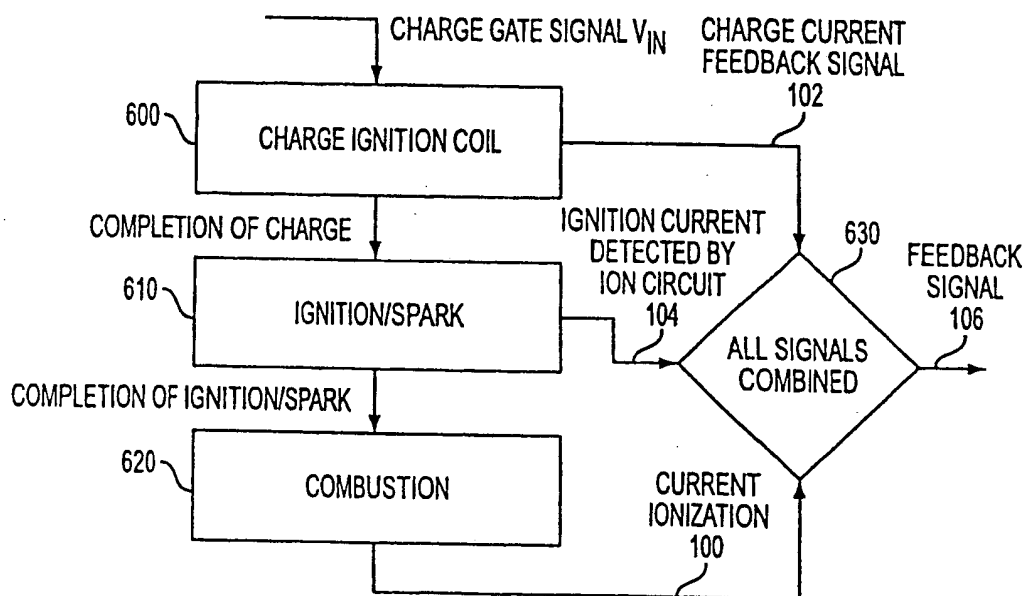 CHARGE GATE SIGNAL VIN
CHARGE CURRENT
FEEDBACK SIGNAL
102
600
CHARGE IGNITION COIL
COMPLETION OF CHARGE
IGNITION CURRENT
DETECTED BY
ION CIRCUIT
104
630
FEEDBACK
SIGNAL
106
610
IGNITION/SPARK
ALL SIGNALS
COMBINED
COMPLETION OF IGNITION/SPARK
620
COMBUSTION
CURRENT
IONIZATION
100